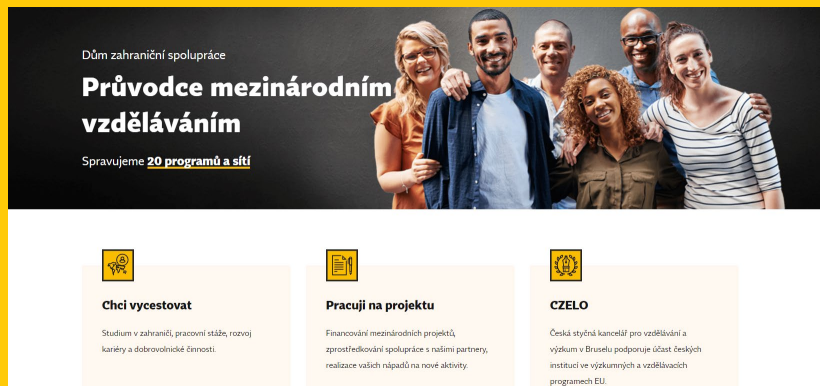 Dům zahraniční spolupráce
Průvodce mezinárodním
vzděláváním
Spravujeme 20 programů a sítí
Chci vycestovat
Studium v zahraničí, pracovní stáže, rozvoj
kariéry a dobrovolnické činnosti.
Pracuji na projektu
Financování mezinárodních projektů,
zprostředkování spolupráce s našimi partnery,
realizace vašich nápadů na nové aktivity.
CZELO
Česká styčná kancelář pro vzdělávání a
výzkum v Bruselu podporuje účast českých
institucí ve výzkumných a vzdělávacích
programech EU.